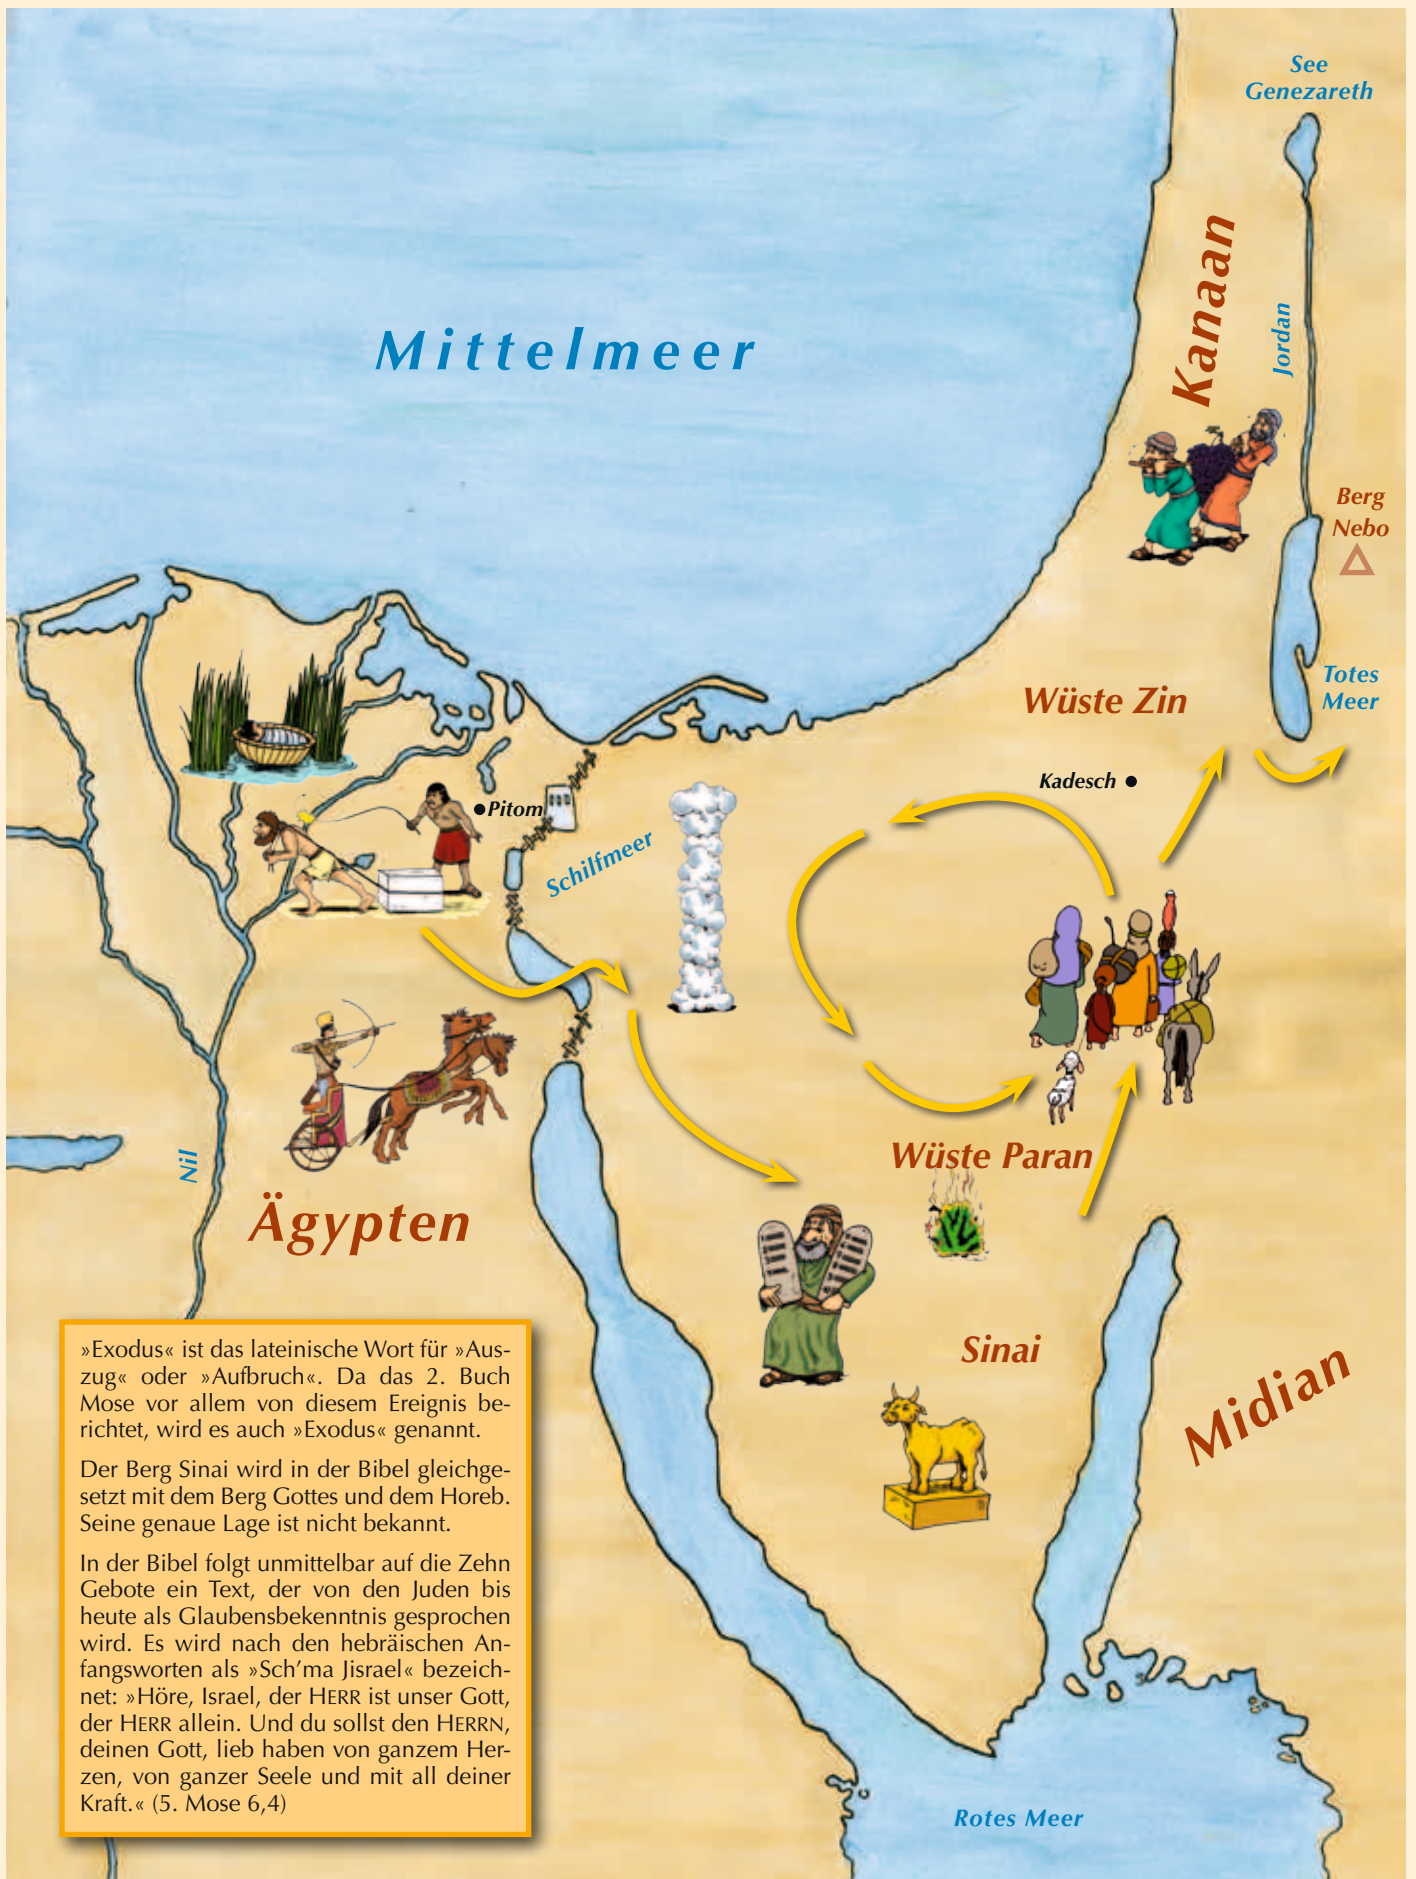 See
Genezareth
Kanaan
Jordan
Mittelmeer
Berg
Nebo
Totes
Meer
Wüste Zin
Kadesch
Pitom
Schilfmeer
Wüste Paran
Nil
Ägypten
Sinai
Midian
»Exodus« ist das lateinische Wort für »Aus-
zug« oder »Aufbruch«. Da das 2. Buch
Mose vor allem von diesem Ereignis be-
richtet, wird es auch »Exodus« genannt.
Der Berg Sinai wird in der Bibel gleichge-
setzt mit dem Berg Gottes und dem Horeb.
Seine genaue Lage ist nicht bekannt.
In der Bibel folgt unmittelbar auf die Zehn
Gebote ein Text, der von den Juden bis
heute als Glaubensbekenntnis gesprochen
wird. Es wird nach den hebräischen An-
fangsworten als »Sch’ma Jisrael« bezeich-
net: »Höre, Israel, der HERR ist unser Gott,
der HERR allein. Und du sollst den HERRN,
deinen Gott, lieb haben von ganzem Her-
zen, von ganzer Seele und mit all deiner
Kraft.« (5. Mose 6,4)
Rotes Meer